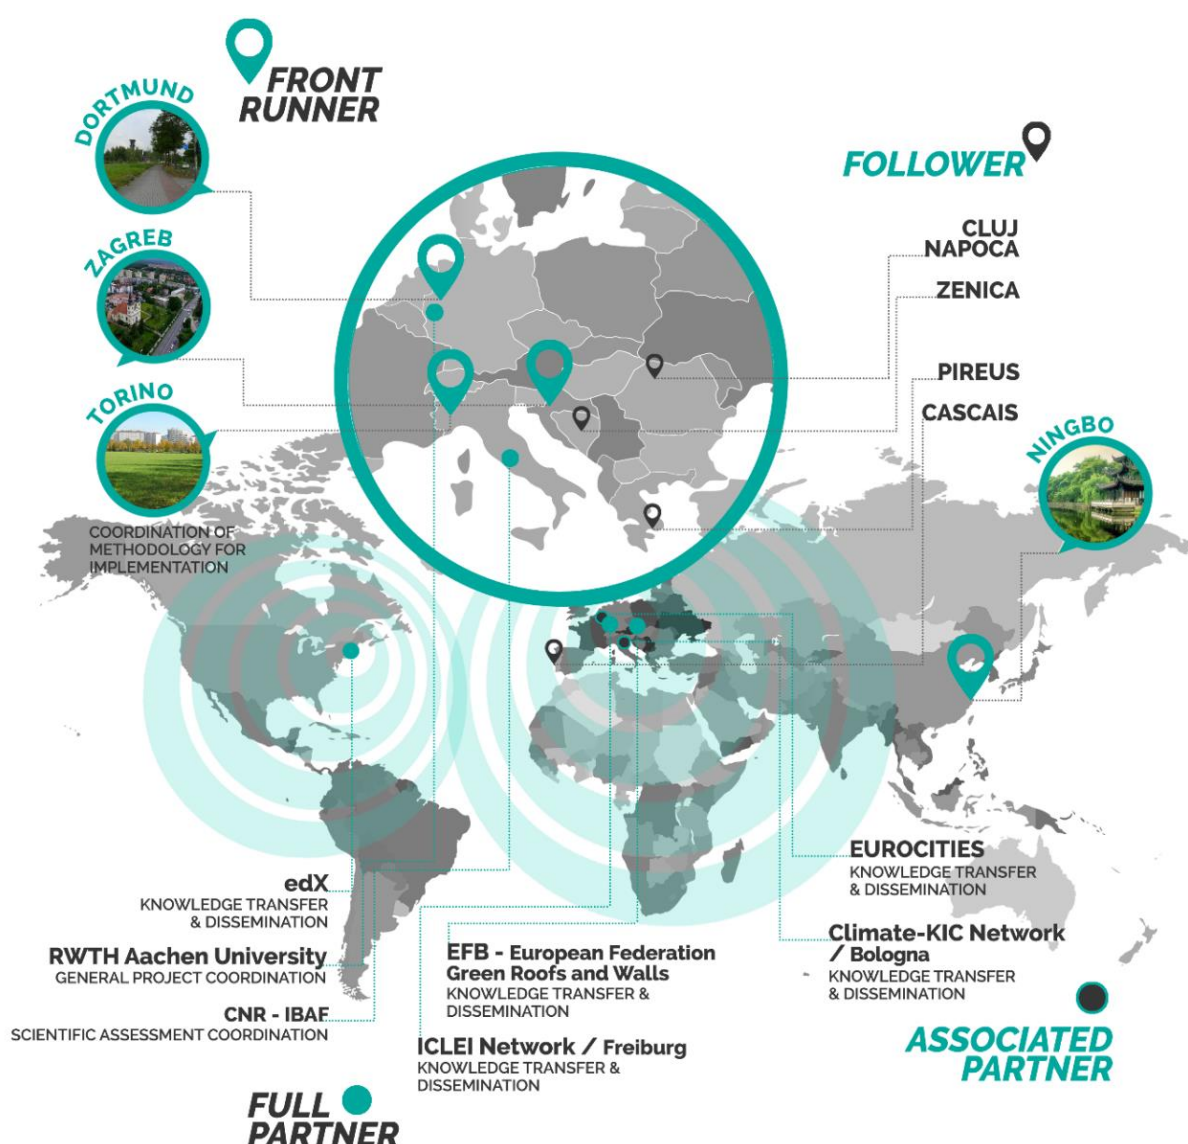 FRONT
RUNNER
DORTMUND
ZAGREB
TORINO
COORDINATION OF
METHODOLOGY FOR
IMPLEMENTATION
FOLLOWER
CLUJ
NAPOCA
ZENICA
PIREUS
CASCAIS
NINGBO
edX
KNOWLEDGE TRANSFER
& DISSEMINATION
RWTH Aachen University
GENERAL PROJECT COORDINATION
CNR - IBAF
SCIENTIFIC ASSESSMENT COORDINATION
EFB - European Federation
Green Roofs and Walls
KNOWLEDGE TRANSFER &
DISSEMINATION
ICLEI Network / Freiburg
KNOWLEDGE TRANSFER &
DISSEMINATION
EUROCITIES
KNOWLEDGE TRANSFER
& DISSEMINATION
Climate-KIC Network
/ Bologna
KNOWLEDGE TRANSFER
& DISSEMINATION
ASSOCIATED
PARTNER
FULL
PARTNER